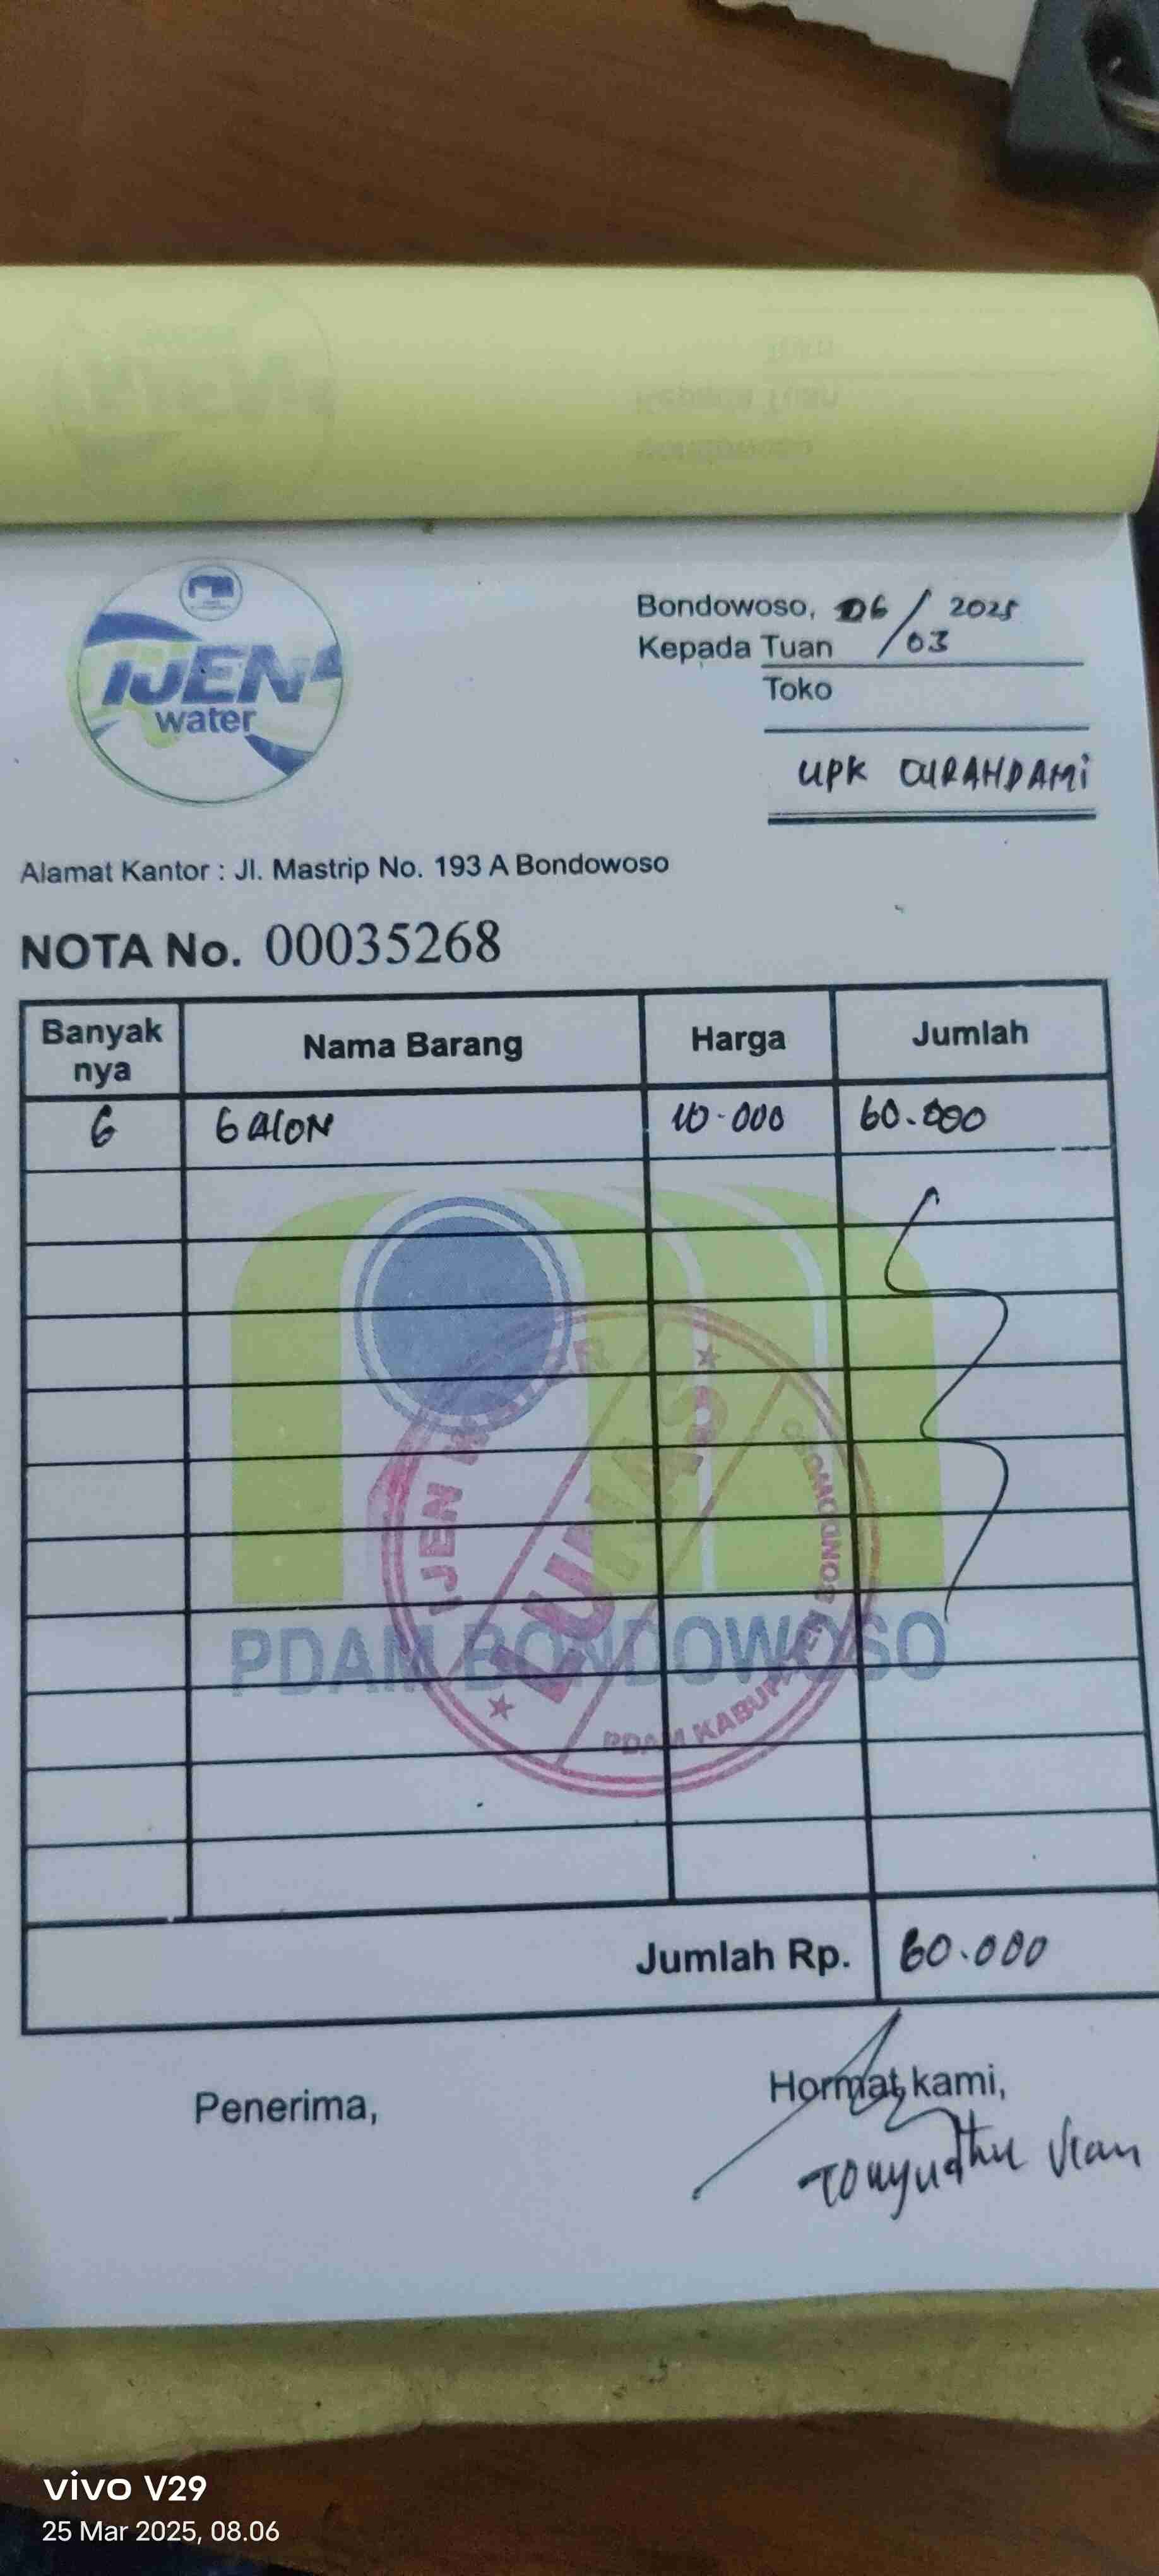 IJEN
water
Bondowoso, 06/03 2025
Kepada Tuan
Toko
UPK CURAHDAMi
Alamat Kantor : Jl. Mastrip No. 193 A Bondowoso
NOTA No. 00035268
Banyak nya Nama Barang Harga Jumlah
6 GAlON 10.000 60.000
PDAM BONDOWOSO
IJEN WATER
LUNAS
PDAM KABUPATEN BONDOWOSO
Jumlah Rp. 60.000
Penerima,
Hormat kami,
vivo V29
25 Mar 2025, 08.06